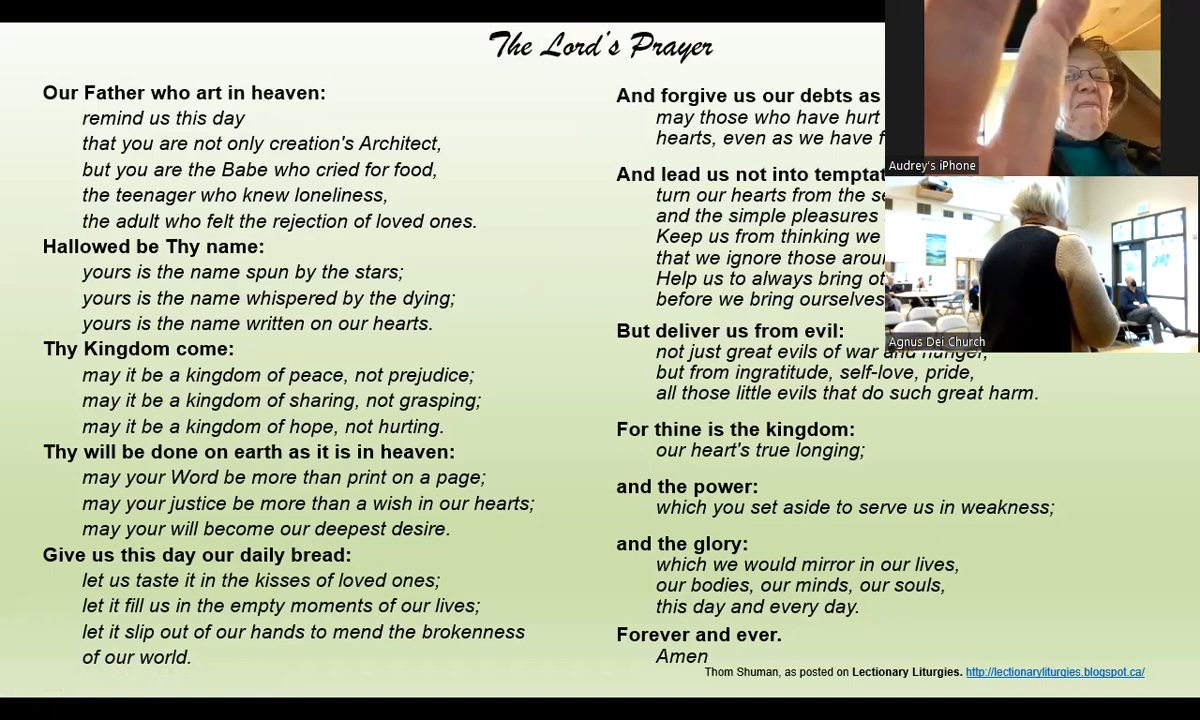 The Lord's Prayer
Our Father who art in heaven:
remind us this day
that you are not only creation's Architect,
but you are the Babe who cried for food,
the teenager who knew loneliness,
the adult who felt the rejection of loved ones.
Hallowed be Thy name:
yours is the name spun by the stars;
yours is the name whispered by the dying;
yours is the name written on our hearts.
Thy Kingdom come:
may it be a kingdom of peace, not prejudice;
may it be a kingdom of sharing, not grasping;
may it be a kingdom of hope, not hurting.
Thy will be done on earth as it is in heaven:
may your Word be more than print on a page;
may your justice be more than a wish in our hearts;
may your will become our deepest desire.
Give us this day our daily bread:
let us taste it in the kisses of loved ones;
let it fill us in the empty moments of our lives;
let it slip out of our hands to mend the brokenness
of our world.
And forgive us our debts as
may those who have hurt
hearts, even as we have
And lead us not into
turn our hearts from the
and the simple pleasures
Keep us from thinking we
that we ignore those
Help us to always bring
before we bring ourselves
But deliver us from evil:
not just great evils of war and hunger,
but from ingratitude, self-love, pride,
all those little evils that do such great harm.
For thine is the kingdom:
our heart's true longing;
and the power:
which you set aside to serve us in weakness;
and the glory:
which we would mirror in our lives,
our bodies, our minds, our souls,
this day and every day.
Forever and ever.
Amen
Thom Shuman, as posted on Lectionary Liturgies. http://lectionaryliturgies.blogspot.ca/
Audrey's iPhone
Agnus Dei Church